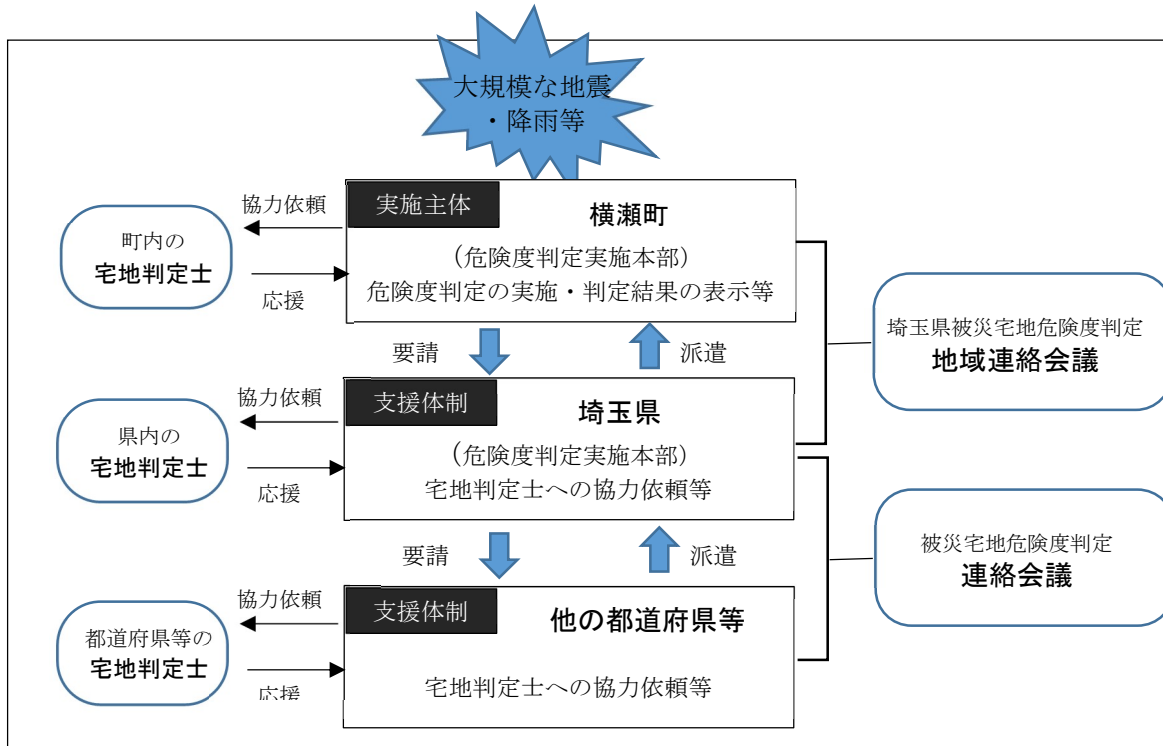 大規模な地震
・降雨等
協力依頼
実施主体
横瀬町
町内の
宅地判定士
(危険度判定実施本部)
危険度判定の実施・判定結果の表示等
応援
埼玉県被災宅地危険度判定
地域連絡会議
要請
派遣
協力依頼
支援体制
埼玉県
県内の
宅地判定士
(危険度判定実施本部)
宅地判定士への協力依頼等
応援
被災宅地危険度判定
連絡会議
要請
派遣
協力依頼
支援体制
他の都道府県等
都道府県等の
宅地判定士
宅地判定士への協力依頼等
応援